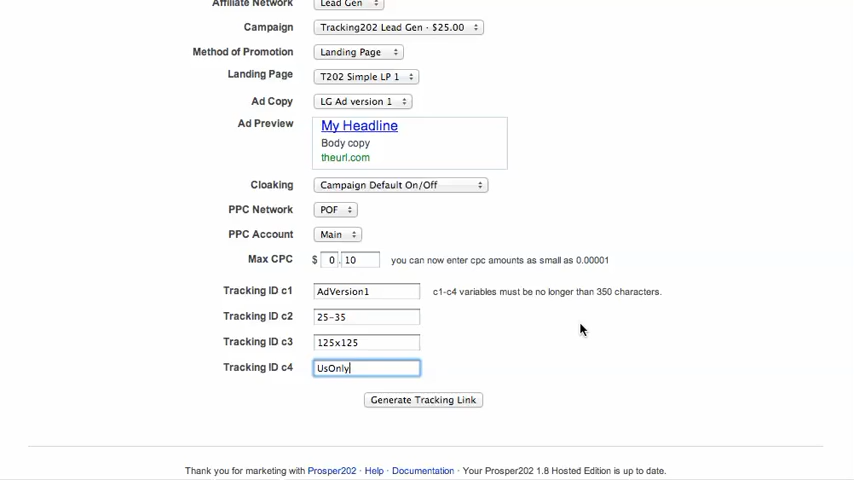 Affiliate Network Lead Gen
Campaign Tracking202 Lead Gen - $25.00
Method of Promotion Landing Page
Landing Page T202 Simple LP 1
Ad Copy LG Ad version 1
Ad Preview My Headline
Body copy
theurl.com
Cloaking Campaign Default On/Off
PPC Network POF
PPC Account Main
Max CPC $ 0 . 10 you can now enter cpc amounts as small as 0.00001
Tracking ID c1 AdVersion1 c1-c4 variables must be no longer than 350 characters.
Tracking ID c2 25-35
Tracking ID c3 125x125
Tracking ID c4 UsOnly
Generate Tracking Link
Thank you for marketing with Prosper202 · Help · Documentation · Your Prosper202 1.8 Hosted Edition is up to date.